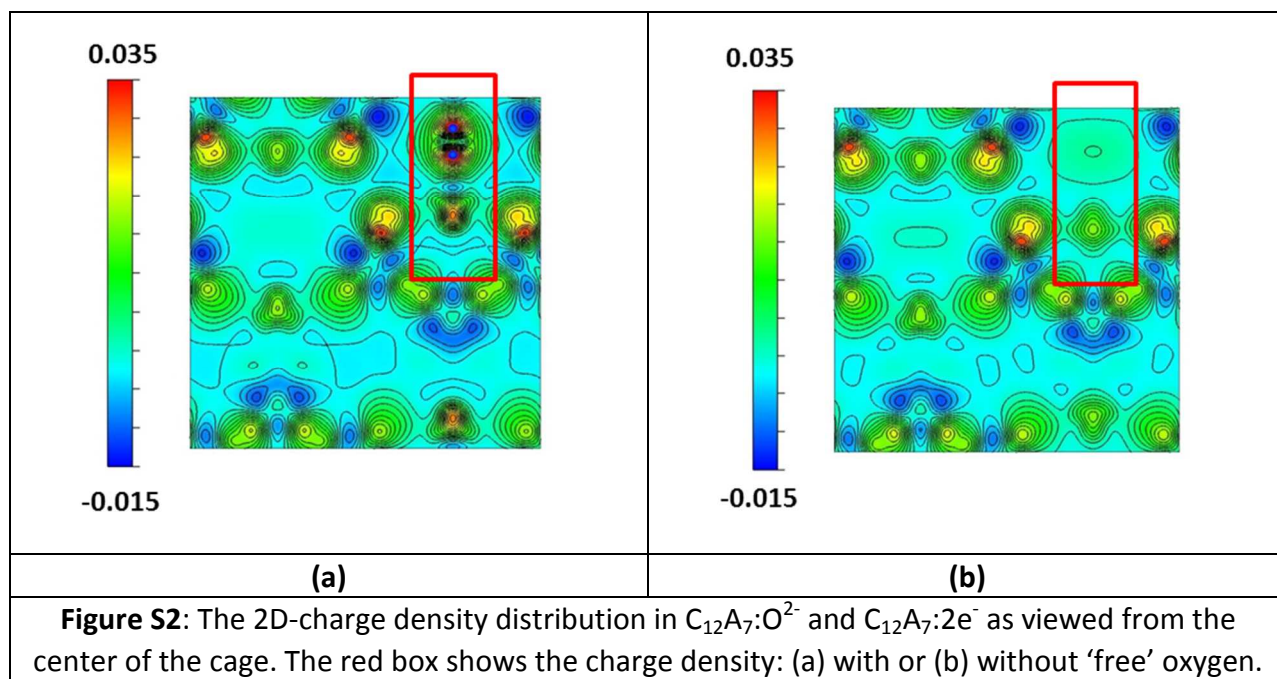 0.035
0.035
-0.015
-0.015
(a)
(b)
Figure S2: The 2D-charge density distribution in C₁₂A₇:O²⁻ and C₁₂A₇:2e⁻ as viewed from the
center of the cage. The red box shows the charge density: (a) with or (b) without ‘free’ oxygen.